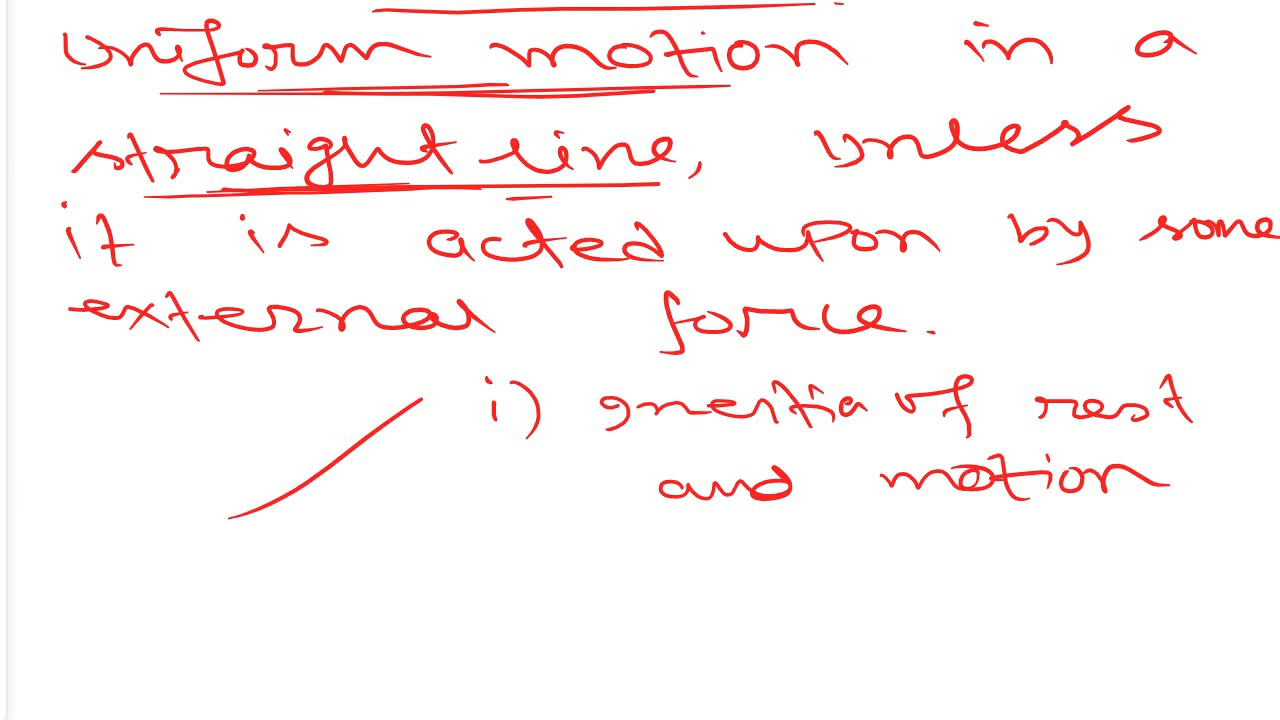 uniform motion in a
straight line, unless
it is acted upon by some
external force.
i) Inertia of rest
and motion